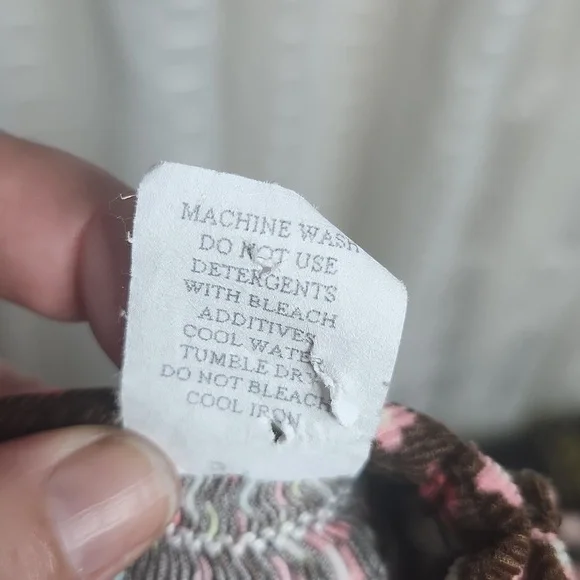 MACHINE WASH
DO NOT USE
DETERGENTS
WITH BLEACH
ADDITIVES
COOL WATER
TUMBLE DRY
DO NOT BLEACH
COOL IRON